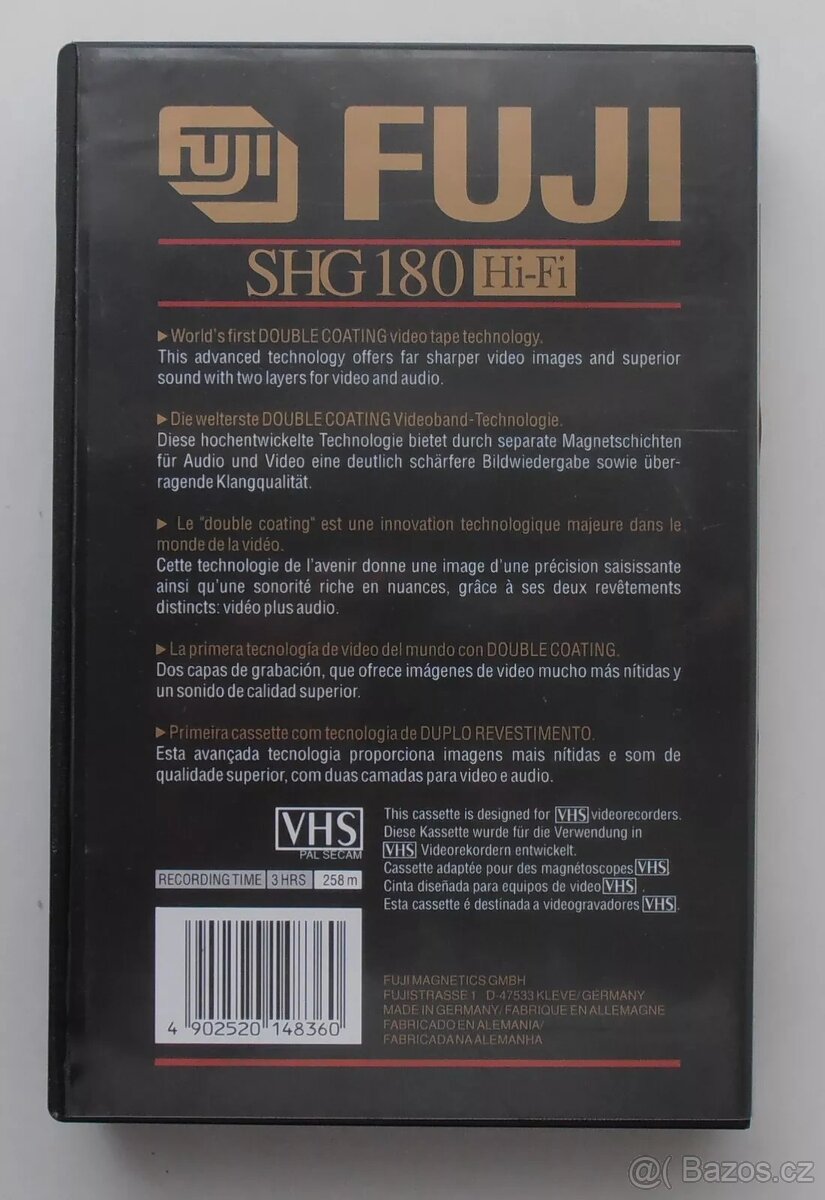 FUJI FUJI
SHG 180 Hi-Fi
▶World's first DOUBLE COATING video tape technology.
This advanced technology offers far sharper video images and superior
sound with two layers for video and audio.
▶Die welterste DOUBLE COATING Videoband-Technologie.
Diese hochentwickelte Technologie bietet durch separate Magnetschichten
für Audio und Video eine deutlich schärfere Bildwiedergabe sowie über-
ragende Klangqualität.
▶ Le "double coating" est une innovation technologique majeure dans le
monde de la vidéo.
Cette technologie de l'avenir donne une image d'une précision saisissante
ainsi qu'une sonorité riche en nuances, grâce à ses deux revêtements
distincts: vidéo plus audio.
▶La primera tecnología de video del mundo con DOUBLE COATING.
Dos capas de grabación, que ofrece imágenes de video mucho más nítidas y
un sonido de calidad superior.
▶Primeira cassette com tecnologia de DUPLO REVESTIMENTO.
Esta avançada tecnologia proporciona imagens mais nítidas e som de
qualidade superior, com duas camadas para video e audio.
VHS
PAL SECAM
RECORDING TIME 3 HRS 258 m
4 902520 148360
This cassette is designed for VHS videorecorders.
Diese Kassette wurde für die Verwendung in
VHS Videorekordern entwickelt.
Cassette adaptée pour des magnétoscopes VHS.
Cinta diseñada para equipos de video VHS.
Esta cassette é destinada a videogravadores VHS.
FUJI MAGNETICS GMBH
FUJISTRASSE 1 D-47533 KLEVE/GERMANY
MADE IN GERMANY/FABRIQUE EN ALLEMAGNE
FABRICADO EN ALEMANIA/
FABRICADA NA ALEMANHA
@( Bazos.cz